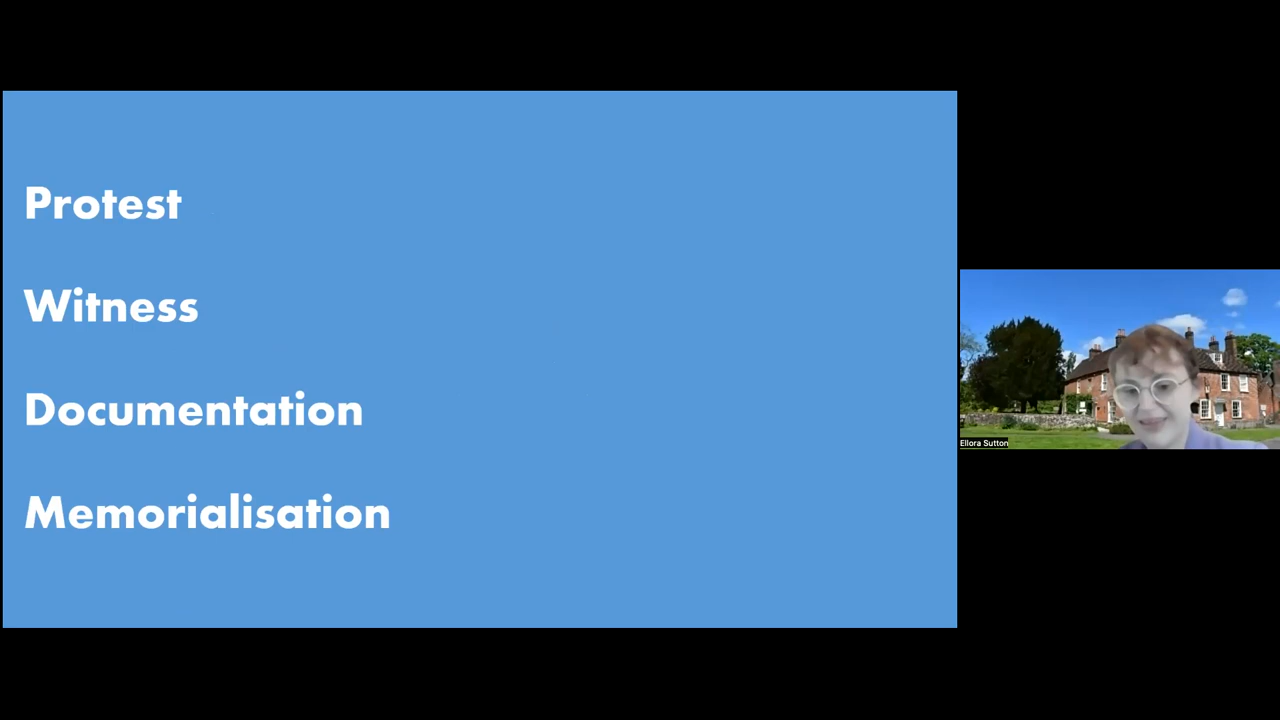 Protest
Witness
Documentation
Memorialisation
Ellora Sutton